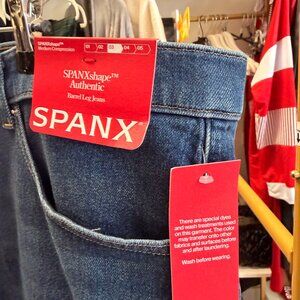 SPANXshape™
Modern Compression
01 02 03 04 05
SPANXshape™
Authentic
Barrel Leg Jeans
SPANX
There are special dyes
and wash treatments used
on this garment. The color
may transfer onto other
fabrics and surfaces before
and after laundering.
Wash before wearing.